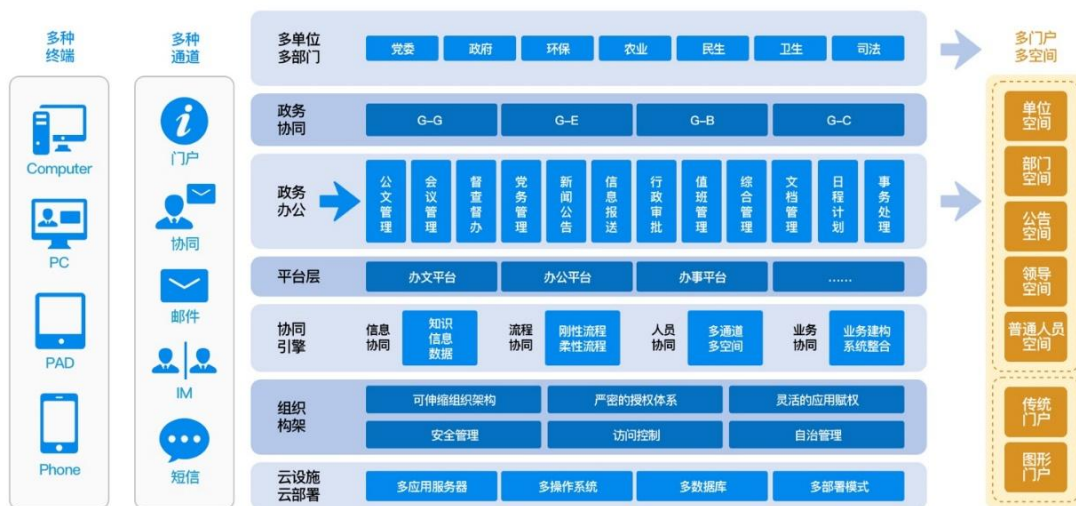 多种
终端
Computer
PC
PAD
Phone
多种
通道
门户
协同
邮件
IM
短信
多单位
多部门
党委
政府
环保
农业
民生
卫生
司法
政务
协同
G-G
G-E
G-B
G-C
政务
办公
公文管理
会议管理
督查督办
党务管理
新闻公告
信息报送
行政审批
值班管理
综合管理
文档管理
日程计划
事务处理
平台层
办文平台
办公平台
办事平台
......
协同
引擎
信息
协同
知识
信息
数据
流程
协同
刚性流程
柔性流程
人员
协同
多通道
多空间
业务
协同
业务建构
系统整合
组织
构架
可伸缩组织架构
严密的授权体系
灵活的应用赋权
安全管理
访问控制
自治管理
云设施
云部署
多应用服务器
多操作系统
多数据库
多部署模式
多门户
多空间
单位
空间
部门
空间
公告
空间
领导
空间
普通人员
空间
传统
门户
图形
门户